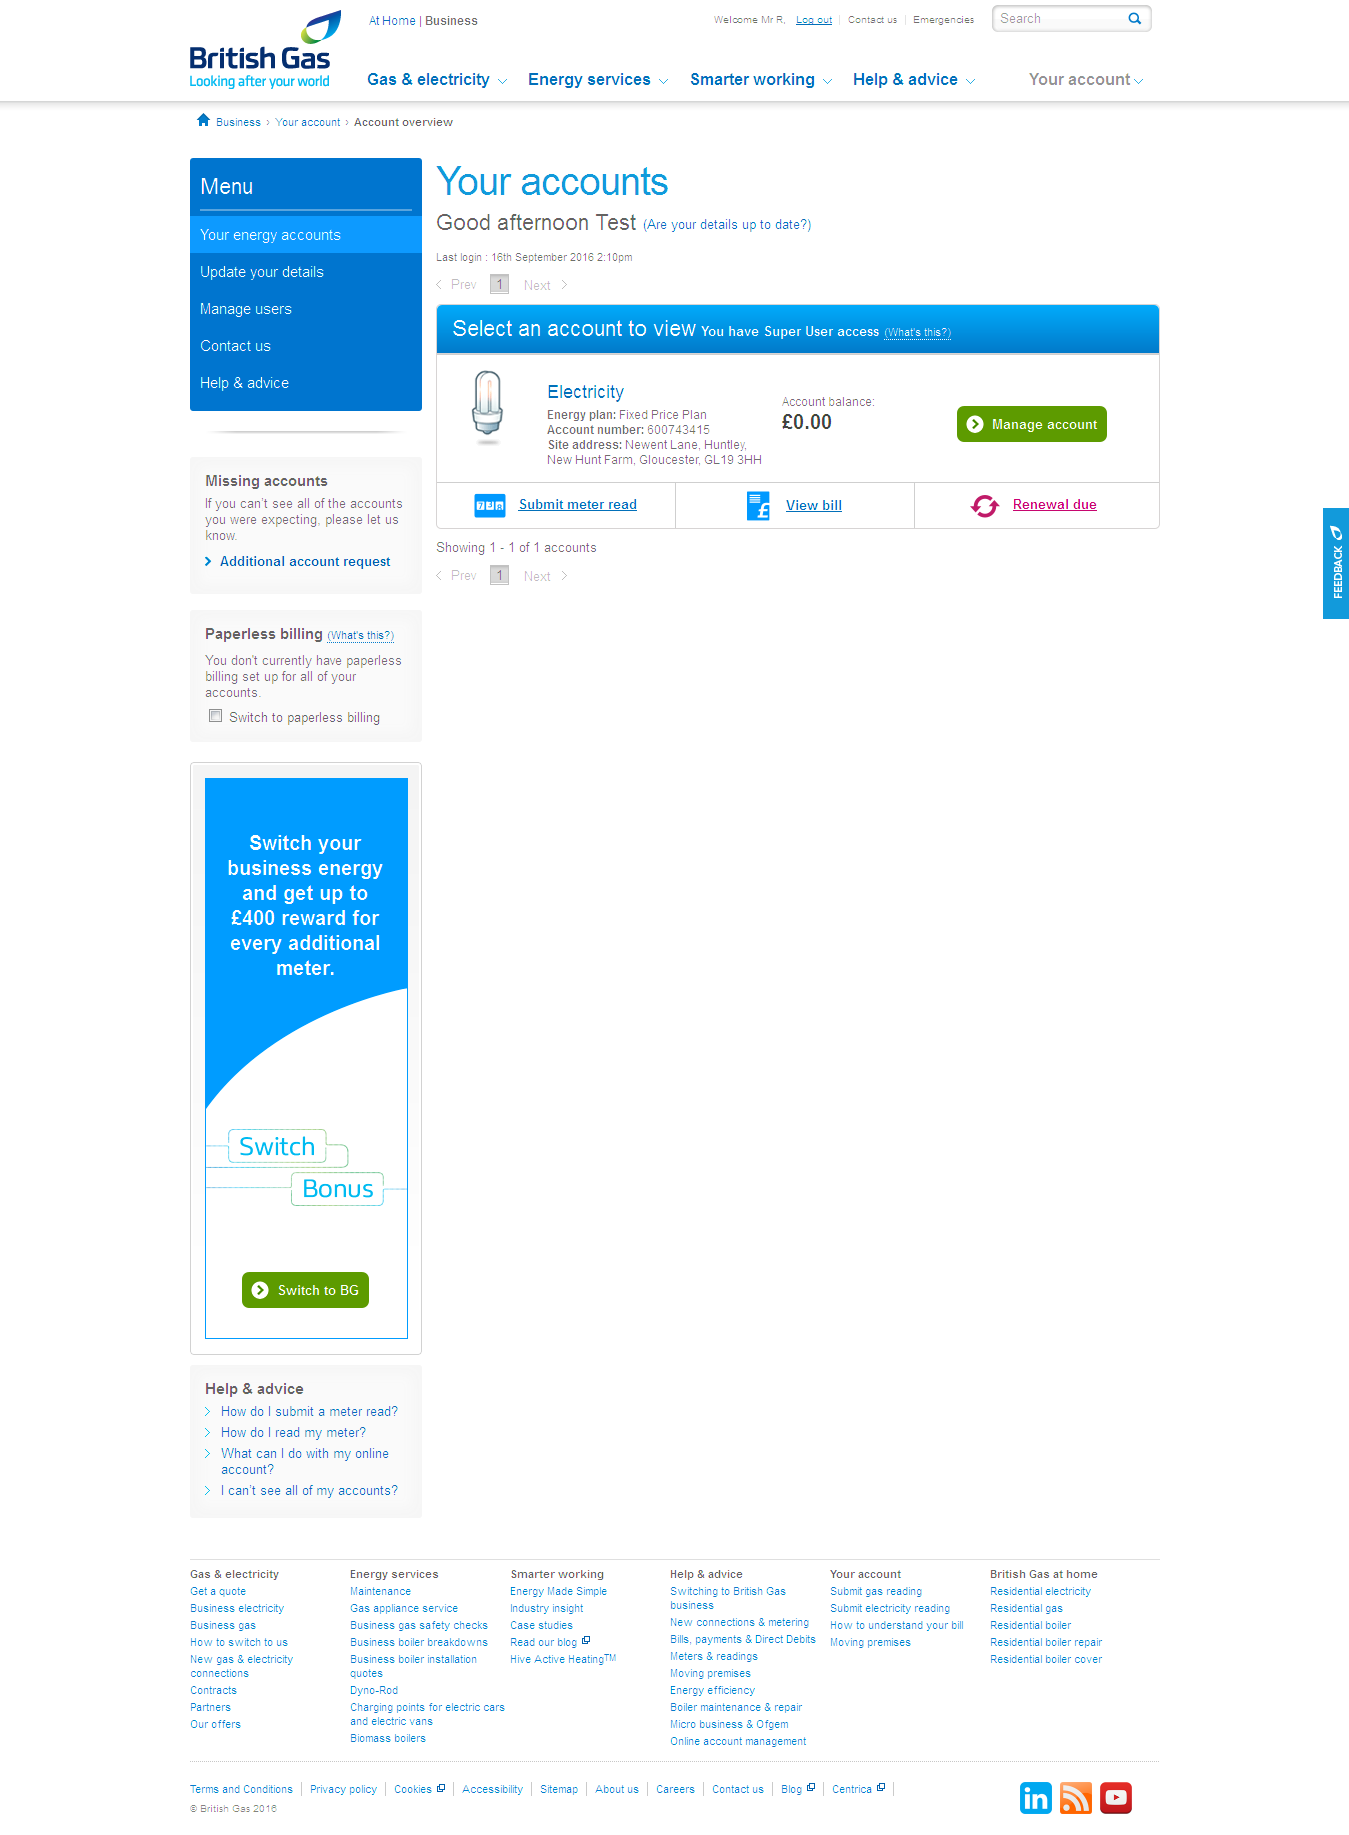 British Gas
Looking after your world
At Home | Business
Welcome Mr R, Log out Contact us Emergencies
Search
Gas & electricity Energy services Smarter working Help & advice Your account
Business › Your account › Account overview
Menu
Your energy accounts
Update your details
Manage users
Contact us
Help & advice
Missing accounts
If you can't see all of the accounts
you were expecting, please let us
know.
Additional account request
Paperless billing (What's this?)
You don't currently have paperless
billing set up for all of your
accounts.
Switch to paperless billing
Switch your
business energy
and get up to
£400 reward for
every additional
meter.
Switch
Bonus
Switch to BG
Help & advice
How do I submit a meter read?
How do I read my meter?
What can I do with my online
account?
I can't see all of my accounts?
Your accounts
Good afternoon Test (Are your details up to date?)
Last login : 16th September 2016 2:10pm
Prev 1 Next
Select an account to view You have Super User access (What's this?)
Electricity
Energy plan: Fixed Price Plan
Account number: 600743415
Site address: Newent Lane, Huntley,
New Hunt Farm, Gloucester, GL19 3HH
Account balance:
£0.00
Manage account
Submit meter read
View bill
Renewal due
Showing 1 - 1 of 1 accounts
Prev 1 Next
FEEDBACK
Gas & electricity
Get a quote
Business electricity
Business gas
How to switch to us
New gas & electricity
connections
Contracts
Partners
Our offers
Energy services
Maintenance
Gas appliance service
Business gas safety checks
Business boiler breakdowns
Business boiler installation
quotes
Dyno-Rod
Charging points for electric cars
and electric vans
Biomass boilers
Smarter working
Energy Made Simple
Industry insight
Case studies
Read our blog
Hive Active Heating™
Help & advice
Switching to British Gas
business
New connections & metering
Bills, payments & Direct Debits
Meters & readings
Moving premises
Energy efficiency
Boiler maintenance & repair
Micro business & Ofgem
Online account management
Your account
Submit gas reading
Submit electricity reading
How to understand your bill
Moving premises
British Gas at home
Residential electricity
Residential gas
Residential boiler
Residential boiler repair
Residential boiler cover
Terms and Conditions Privacy policy Cookies Accessibility Sitemap About us Careers Contact us Blog Centrica
© British Gas 2016